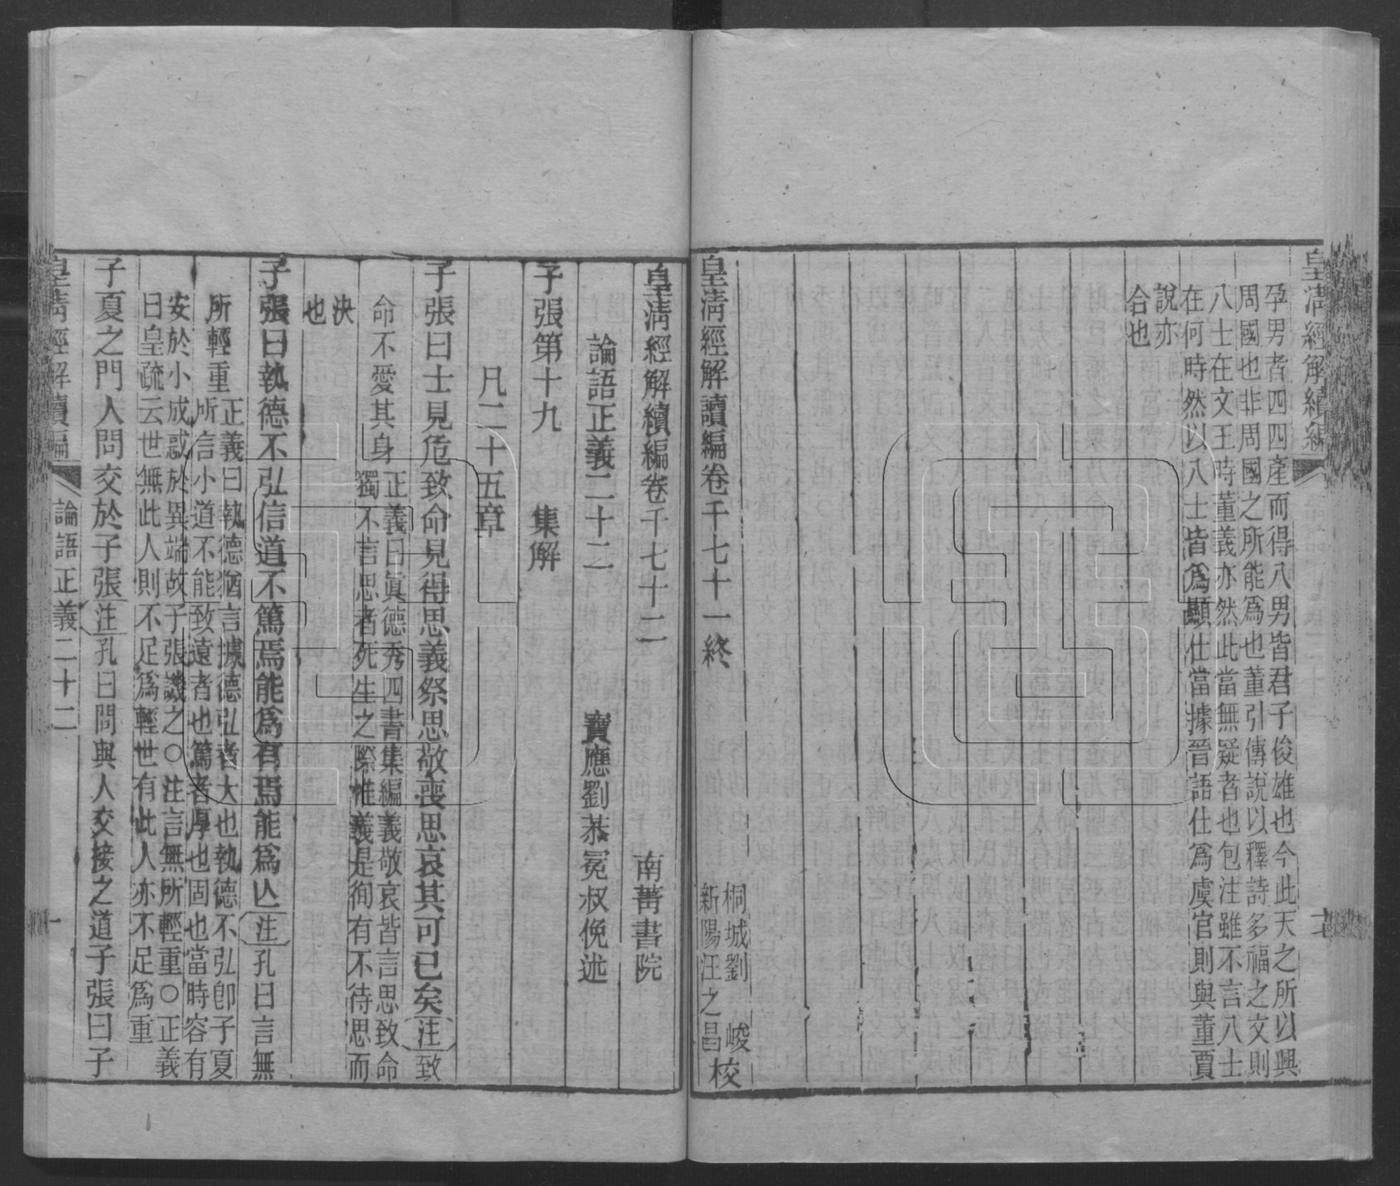 皇清經解續編
孕男者四四產而得八男皆君子俊雄也今此天之所以興
周國也非周國之所能為也董引傳說以釋詩多福之文則
八士在文王時董義亦然此當無疑者也包注雖不言八士
在何時然以八士皆為顯仕當據晉語仕為虞官則與董賈
說亦
合也
皇清經解讀編卷千七十一終
桐城劉 峻
新陽汪之昌校
皇清經解續編卷千七十二
南菁書院
論語正義二十二
寶應劉恭冕叔俛述
子張第十九 集解
凡二十五章
子張曰士見危致命見得思義祭思敬喪思哀其可已矣注致
命不愛其身
正義曰眞德秀四書集編義敬哀皆言思致命
獨不言思者死生之際惟義是徇有不待思而
決
也
子張曰執德不弘信道不篤焉能為有焉能為亾注孔曰言無
所輕重
正義曰執德猶言據德弘者大也執德不弘卽子夏
所言小道不能致遠者也篤者厚也固也當時容有
安於小成惑於異端故子張譏之○注言無所輕重○正義
曰皇疏云世無此人則不足為輕世有此人亦不足為重
子夏之門人問交於子張注孔曰問與人交接之道子張曰子
皇清經解續編
論語正義二十二
一